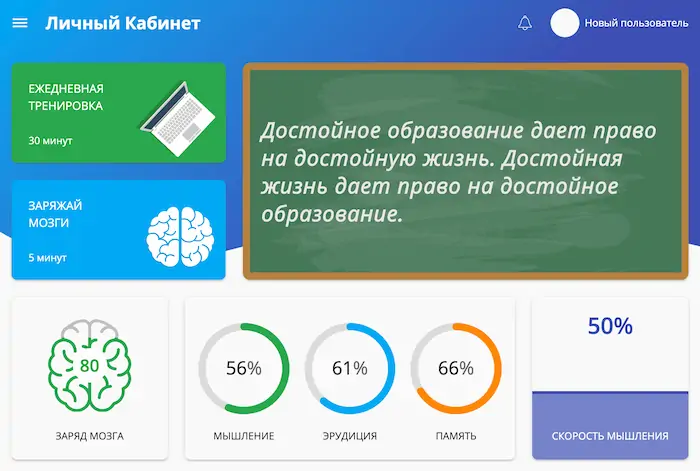 Личный Кабинет
Новый пользователь
ЕЖЕДНЕВНАЯ
ТРЕНИРОВКА
30 минут
ЗАРЯЖАЙ
МОЗГИ
5 минут
Достойное образование дает право
на достойную жизнь. Достойная
жизнь дает право на достойное
образование.
80
ЗАРЯД МОЗГА
56%
МЫШЛЕНИЕ
61%
ЭРУДИЦИЯ
66%
ПАМЯТЬ
50%
СКОРОСТЬ МЫШЛЕНИЯ